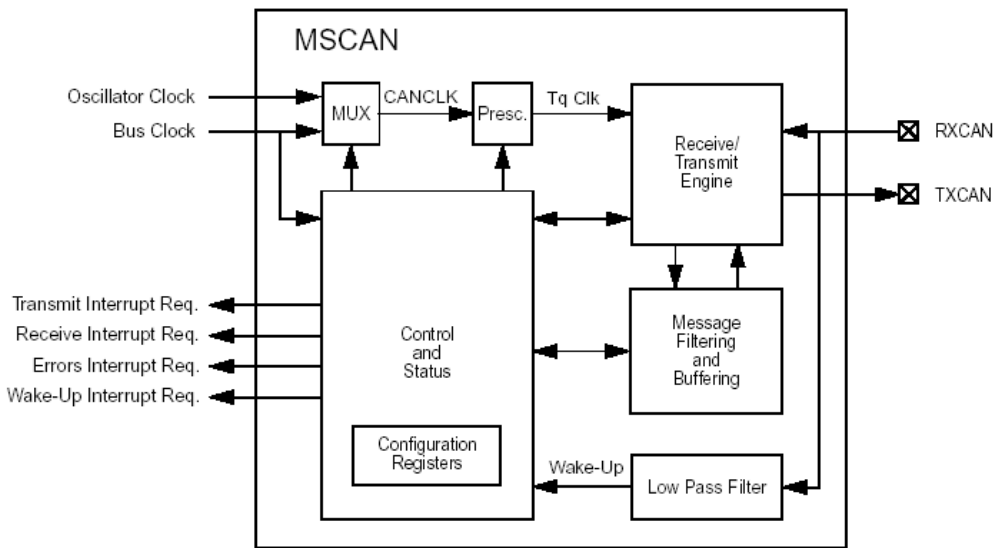 MSCAN
Oscillator Clock
Bus Clock
MUX
CANCLK
Presc.
Tq Clk
Receive/
Transmit
Engine
RXCAN
TXCAN
Transmit Interrupt Req.
Receive Interrupt Req.
Errors Interrupt Req.
Wake-Up Interrupt Req.
Control
and
Status
Configuration
Registers
Message
Filtering
and
Buffering
Wake-Up
Low Pass Filter